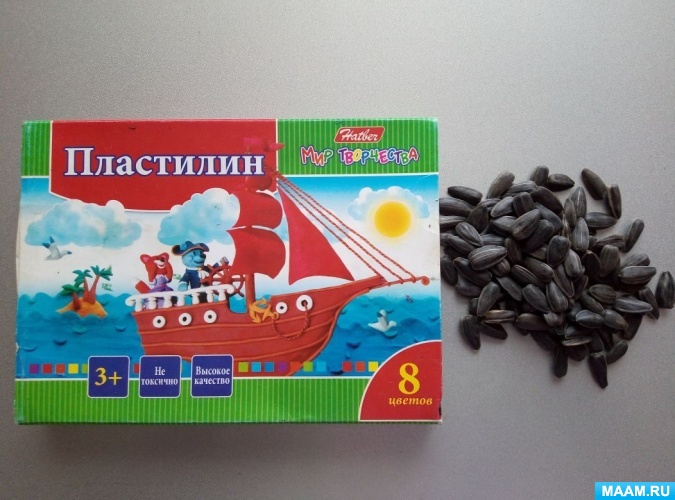 Hatber
Пластилин
Мир творчества
3+
Не
токсично
Высокое
качество
8
цветов
MAAM.RU